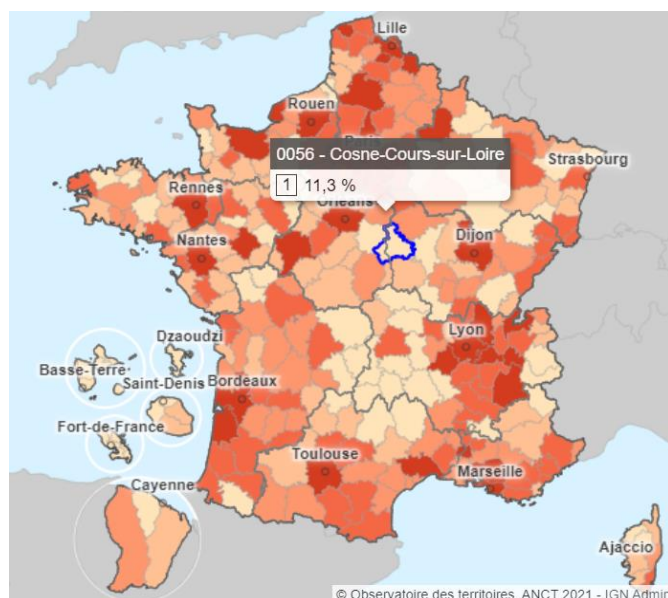 Lille
Rouen
Paris
0056 - Cosne-Cours-sur-Loire
1 11,3 %
Strasbourg
Rennes
Orléans
Nantes
Dijon
Dzaoudzi
Lyon
Basse-Terre
Saint-Denis
Bordeaux
Fort-de-France
Toulouse
Marseille
Cayenne
Ajaccio
© Observatoire des territoires, ANCT 2021 - IGN Admin